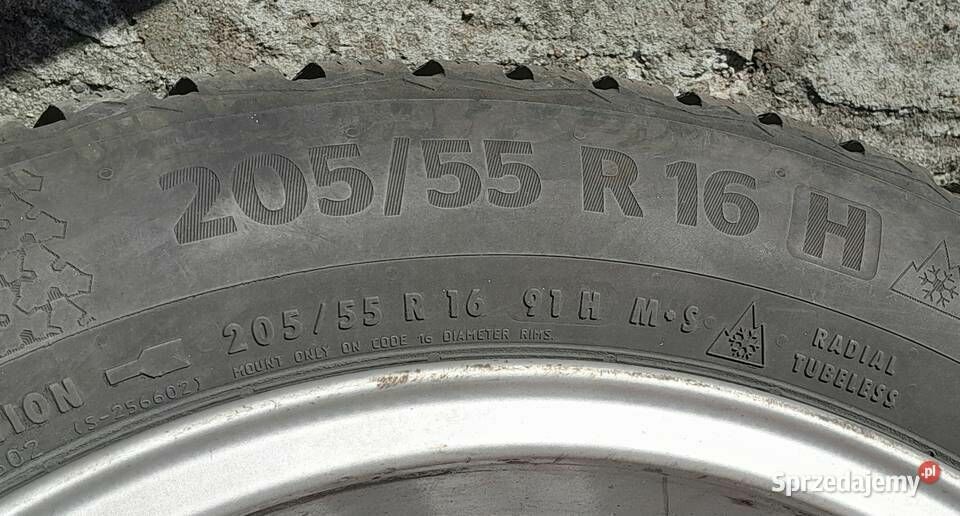 205/55 R 16 H
205/55 R 16 91 H M•S
MOUNT ONLY ON CODE 16 DIAMETER RIMS.
RADIAL
TUBELESS
(S-256602)
Sprzedajemy.pl